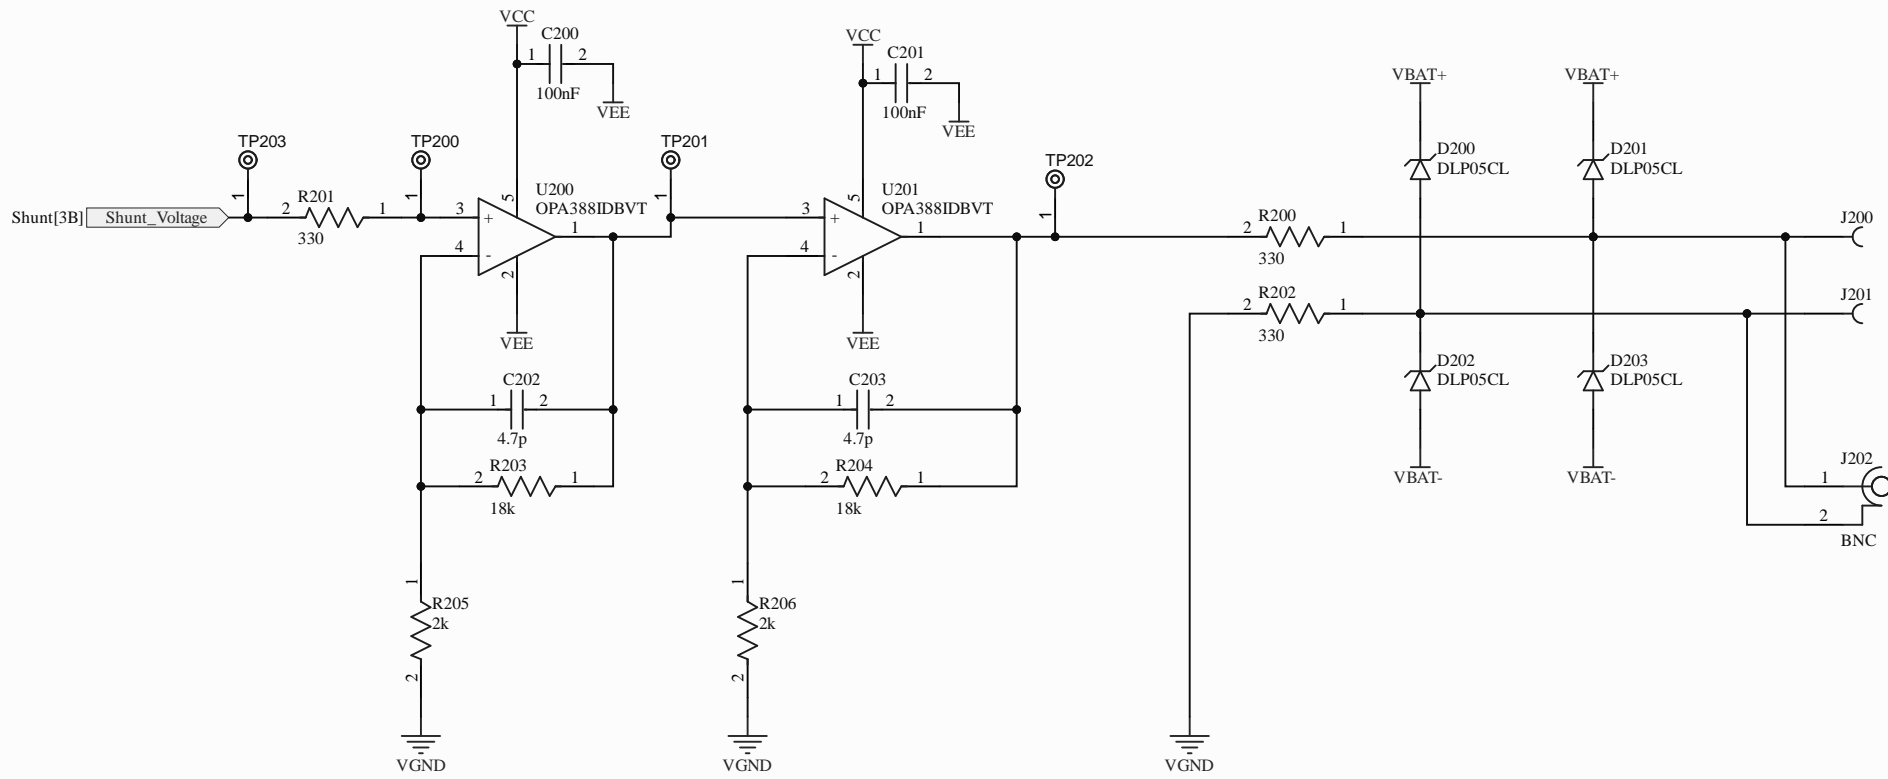 VCC
C200
1 2
100nF
VEE
VCC
C201
1 2
100nF
VEE
TP203
1
TP200
1
TP201
1
TP202
1
Shunt[3B] Shunt_Voltage
R201
2 1
330
U200
OPA388IDBVT
3 +
4 -
5
1
2
VEE
U201
OPA388IDBVT
3 +
4 -
5
1
2
VEE
C202
1 2
4.7p
R203
2 1
18k
C203
1 2
4.7p
R204
2 1
18k
1
R205
2k
2
VGND
1
R206
2k
2
VGND
R200
2 1
330
R202
2 1
330
VGND
VBAT+
D200
DLP05CL
D202
DLP05CL
VBAT-
VBAT+
D201
DLP05CL
D203
DLP05CL
VBAT-
J200
J201
J202
1
2
BNC